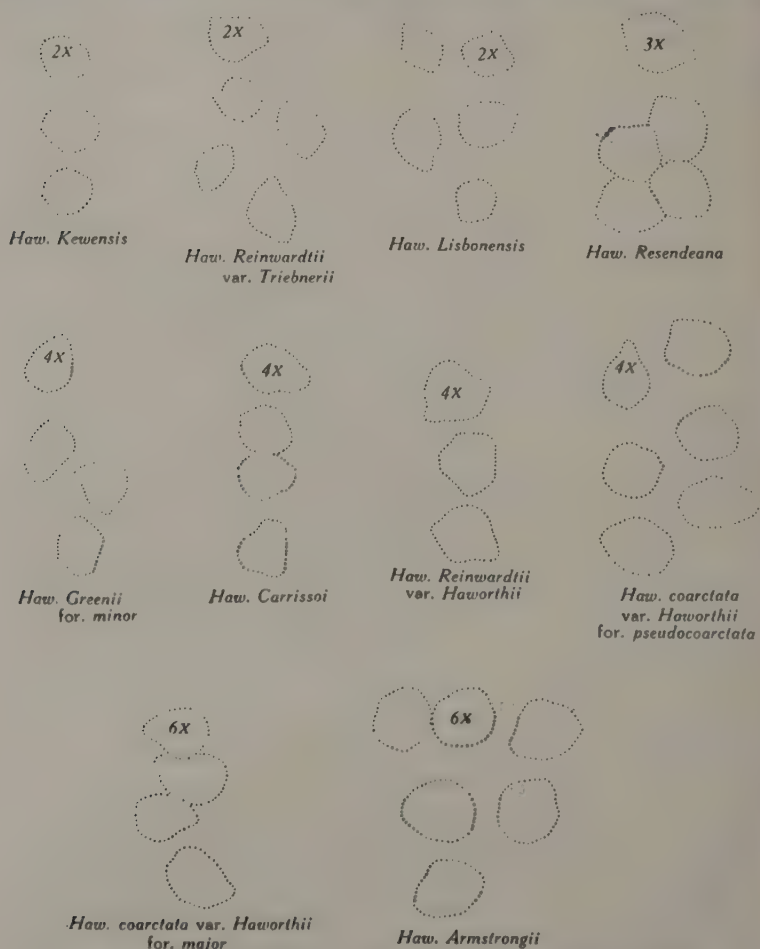 2X
2X
2X
3X
Haw. Kewensis
Haw. Reinwardtii
var. Triebnerii
Haw. Lisbonensis
Haw. Resendeana
4X
4X
4X
4X
Haw. Greenii
for. minor
Haw. Carrissoi
Haw. Reinwardtii
var. Haworthii
Haw. coarctata
var. Haworthii
for. pseudocoarctata
6X
6X
Haw. coarctata var. Haworthii
for. major
Haw. Armstrongii